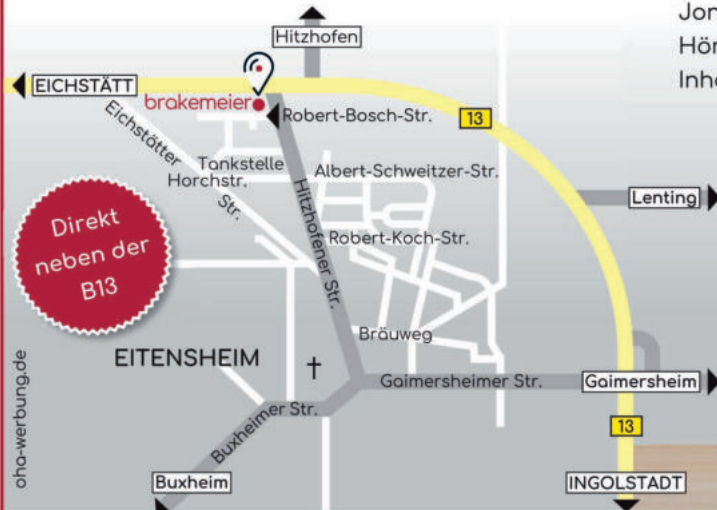 Hitzhofen
EICHSTÄTT
brakemeier
Robert-Bosch-Str.
13
Eichstätter
Str.
Tankstelle
Horchstr.
Albert-Schweitzer-Str.
Hitzhofener Str.
Lenting
Robert-Koch-Str.
Direkt
neben der
B13
Bräuweg
EITENSHEIM
Gaimersheimer Str.
Gaimersheim
Buxheimer Str.
13
Buxheim
INGOLSTADT
oha-werbung.de